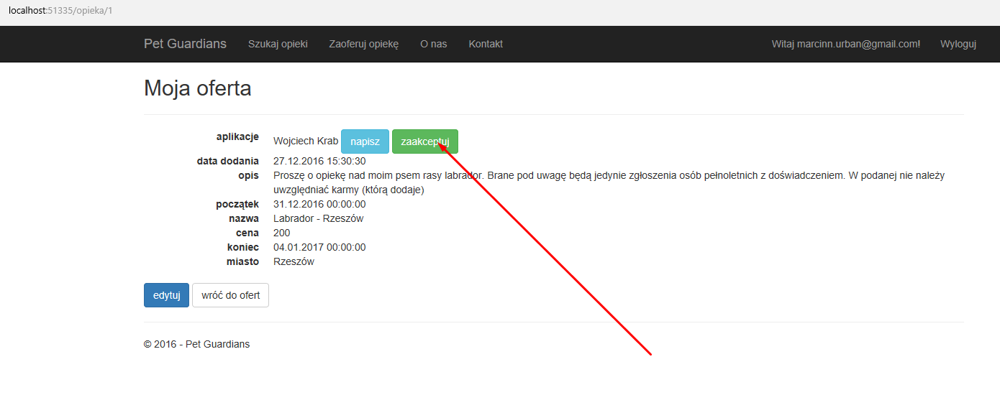 localhost:51335/opieka/1
Pet Guardians Szukaj opieki Zaoferuj opiekę O nas Kontakt Witaj marcinn.urban@gmail.com! Wyloguj
Moja oferta
aplikacje Wojciech Krab napisz zaakceptuj
data dodania 27.12.2016 15:30:30
opis Proszę o opiekę nad moim psem rasy labrador. Brane pod uwagę będą jedynie zgłoszenia osób pełnoletnich z doświadczeniem. W podanej nie należy
uwzględniać karmy (którą dodaje)
początek 31.12.2016 00:00:00
nazwa Labrador - Rzeszów
cena 200
koniec 04.01.2017 00:00:00
miasto Rzeszów
edytuj wróć do ofert
© 2016 - Pet Guardians